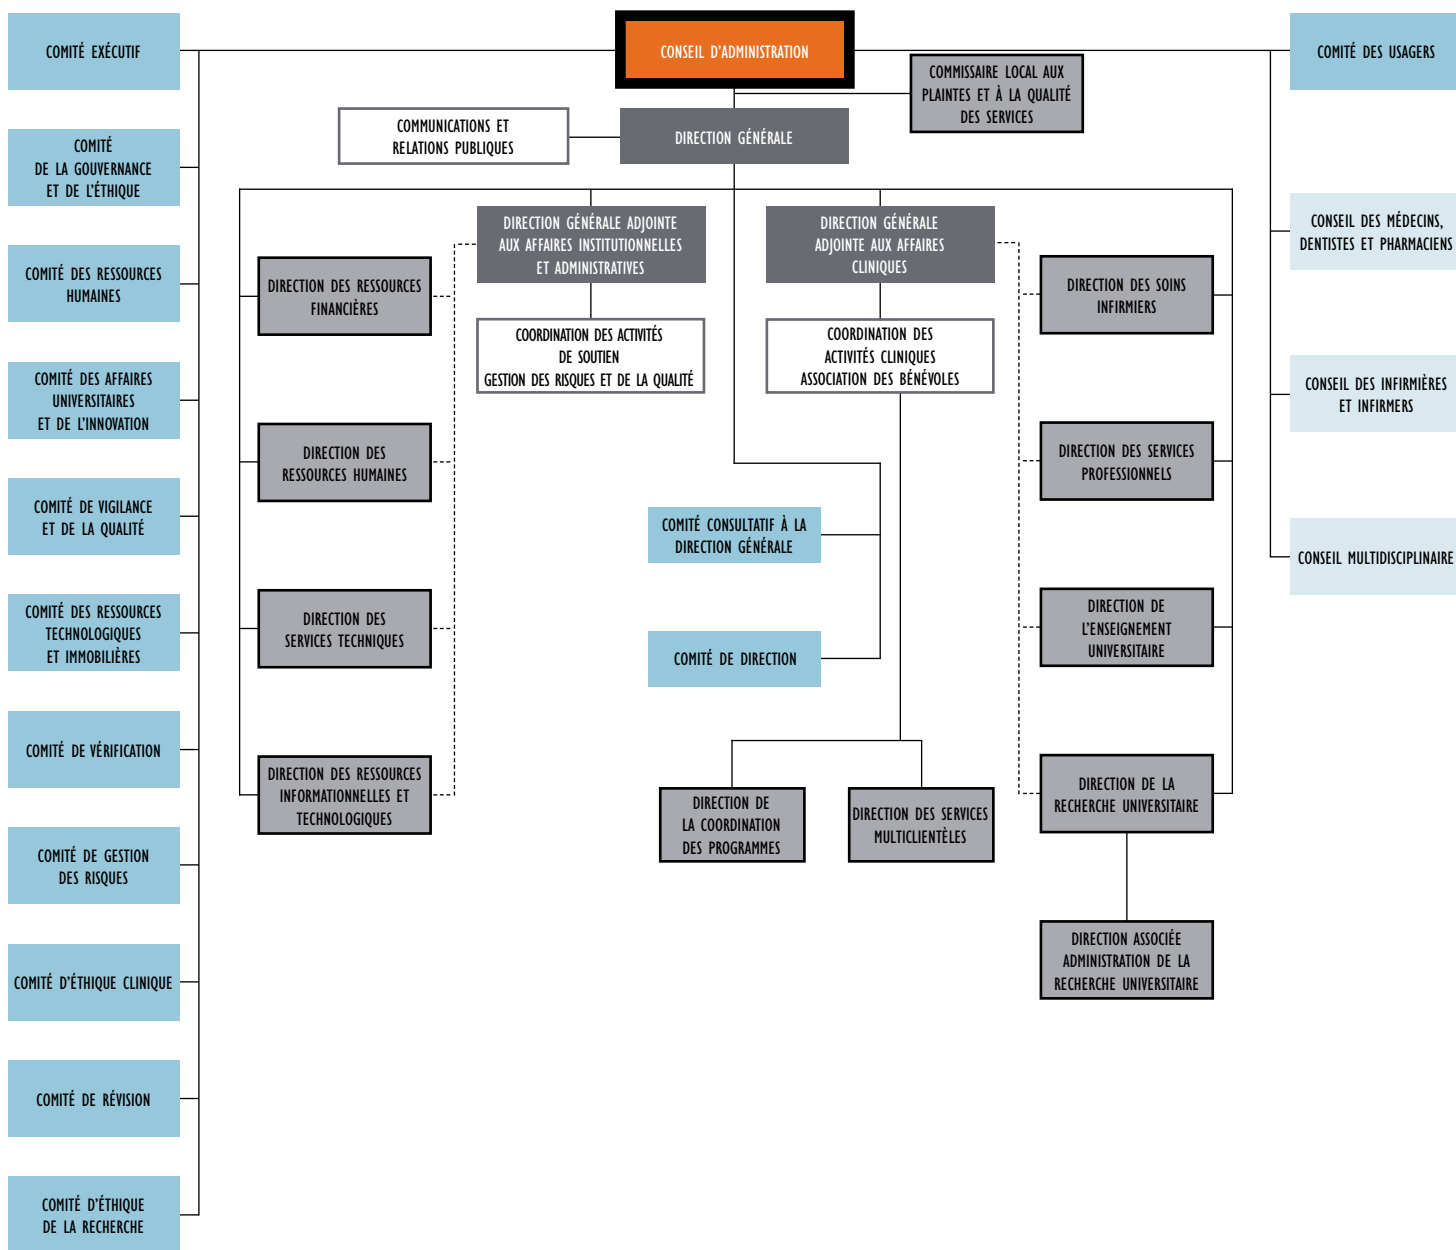 COMITÉ EXÉCUTIF
CONSEIL D'ADMINISTRATION
COMITÉ DES USAGERS
COMMISSAIRE LOCAL AUX
PLAINTES ET À LA QUALITÉ
DES SERVICES
COMMUNICATIONS ET
RELATIONS PUBLIQUES
DIRECTION GÉNÉRALE
COMITÉ
DE LA GOUVERNANCE
ET DE L'ÉTHIQUE
COMITÉ DES RESSOURCES
HUMAINES
COMITÉ DES AFFAIRES
UNIVERSITAIRES
ET DE L'INNOVATION
COMITÉ DE VIGILANCE
ET DE LA QUALITÉ
COMITÉ DES RESSOURCES
TECHNOLOGIQUES
ET IMMOBILIÈRES
COMITÉ DE VÉRIFICATION
COMITÉ DE GESTION
DES RISQUES
COMITÉ D'ÉTHIQUE CLINIQUE
COMITÉ DE RÉVISION
COMITÉ D'ÉTHIQUE
DE LA RECHERCHE
DIRECTION GÉNÉRALE ADJOINTE
AUX AFFAIRES INSTITUTIONNELLES
ET ADMINISTRATIVES
DIRECTION GÉNÉRALE
ADJOINTE AUX AFFAIRES
CLINIQUES
DIRECTION DES RESSOURCES
FINANCIÈRES
DIRECTION DES
RESSOURCES HUMAINES
DIRECTION DES
SERVICES TECHNIQUES
DIRECTION DES RESSOURCES
INFORMATIONNELLES ET
TECHNOLOGIQUES
COORDINATION DES ACTIVITÉS
DE SOUTIEN
GESTION DES RISQUES ET DE LA QUALITÉ
COORDINATION DES
ACTIVITÉS CLINIQUES
ASSOCIATION DES BÉNÉVOLES
COMITÉ CONSULTATIF À LA
DIRECTION GÉNÉRALE
COMITÉ DE DIRECTION
DIRECTION DE
LA COORDINATION
DES PROGRAMMES
DIRECTION DES SERVICES
MULTICLIENTÈLES
DIRECTION DES SOINS
INFIRMIERS
DIRECTION DES SERVICES
PROFESSIONNELS
DIRECTION DE
L'ENSEIGNEMENT
UNIVERSITAIRE
DIRECTION DE LA
RECHERCHE UNIVERSITAIRE
DIRECTION ASSOCIÉE
ADMINISTRATION DE LA
RECHERCHE UNIVERSITAIRE
CONSEIL DES MÉDECINS,
DENTISTES ET PHARMACIENS
CONSEIL DES INFIRMIÈRES
ET INFIRMERS
CONSEIL MULTIDISCIPLINAIRE